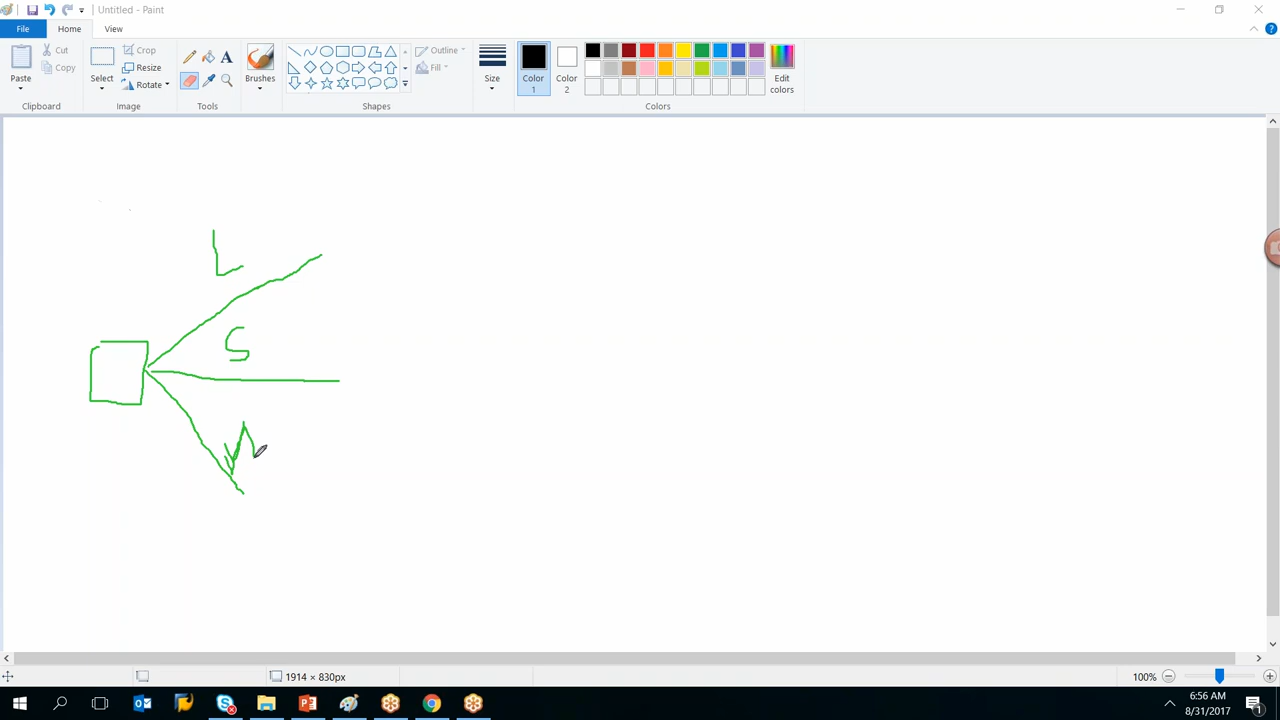 Untitled - Paint
File
Home
View
Paste
Cut
Copy
Clipboard
Select
Crop
Resize
Rotate
Image
A
Tools
Brushes
Shapes
Outline
Fill
Size
Color 1
Color 2
Edit colors
Colors
L
S
1914 × 830px
100%
6:56 AM
8/31/2017